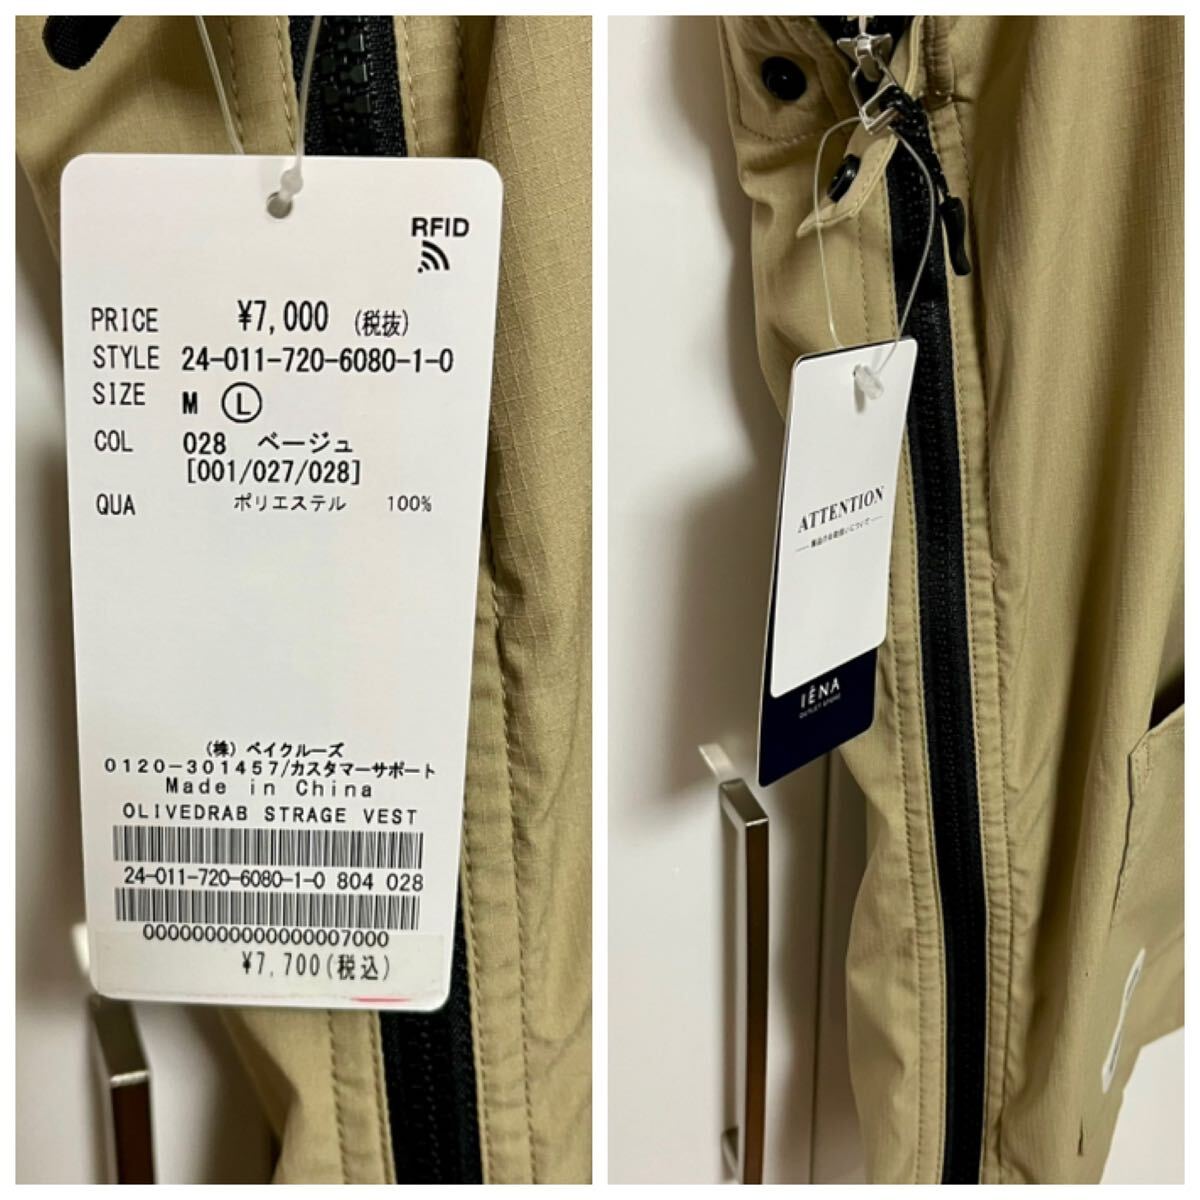 RFID
PRICE ¥7,000 (税抜)
STYLE 24-011-720-6080-1-0
SIZE M Ⓛ
COL 028 ベージュ
[001/027/028]
QUA ポリエステル 100%
(株) ベイクルーズ
0120-301457/カスタマーサポート
Made in China
OLIVEDRAB STRAGE VEST
24-011-720-6080-1-0 804 028
00000000000000007000
¥7,700(税込)
ATTENTION
IÉNA
OUTLET STORE